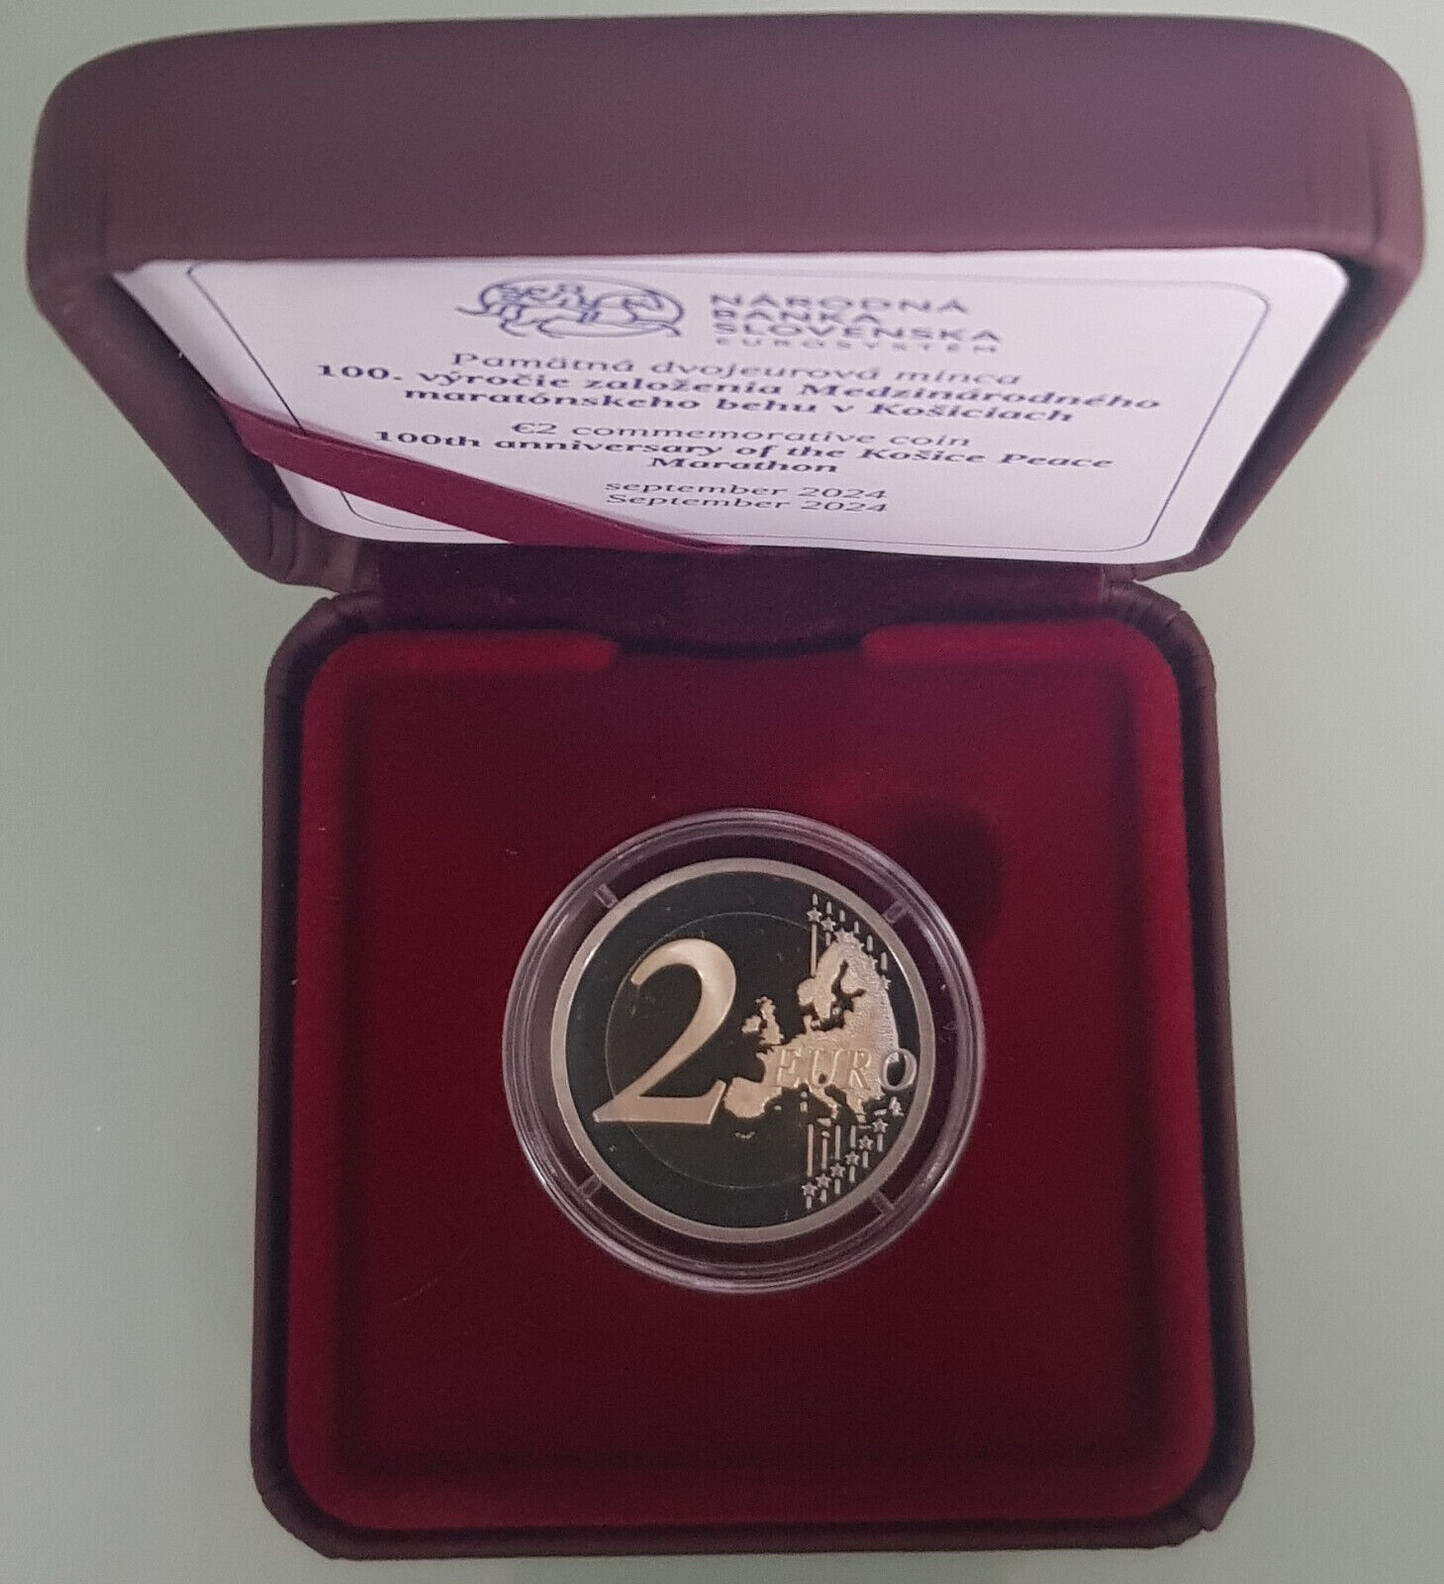 NÁRODNÁ
BANKA
SLOVENSKA
EUROSYSTÉM
Pamätná dvojeurová minca
100. výročie založenia Medzinárodného
maratónskeho behu v Košiciach
€2 commemorative coin
100th anniversary of the Košice Peace
Marathon
september 2024
September 2024
2 EURO